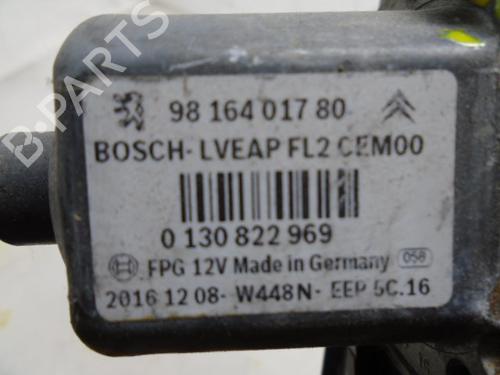 98 164 017 80
BOSCH- LVEAP FL2 CEM00
0 130 822 969
FPG 12V Made in Germany 058
2016 12 08- W448N- EEP 5C.16
B-PARTS